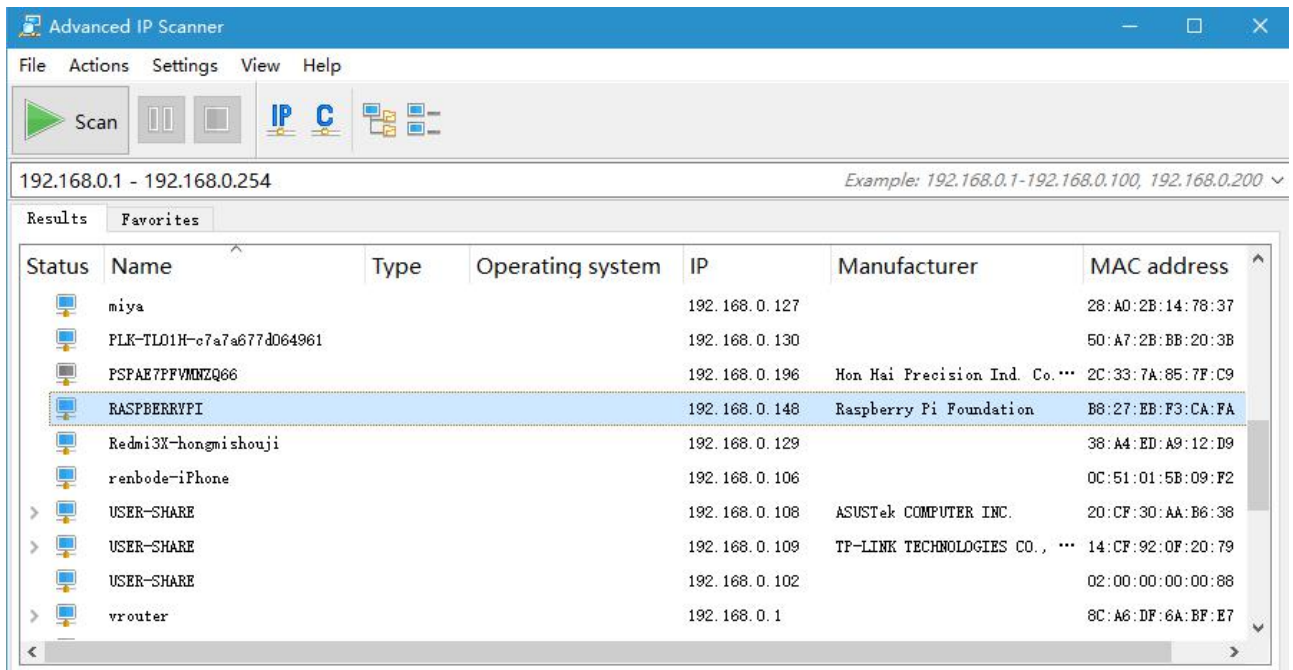 Advanced IP Scanner
File Actions Settings View Help
Scan IP C
192.168.0.1 - 192.168.0.254 Example: 192.168.0.1-192.168.0.100, 192.168.0.200
Results Favorites
Status Name Type Operating system IP Manufacturer MAC address
miya 192.168.0.127 28:A0:2B:14:78:37
PLK-TL01H-c7a7a677d064961 192.168.0.130 50:A7:2B:BB:20:3B
PSPAE7PFVMNZQ66 192.168.0.196 Hon Hai Precision Ind. Co.… 2C:33:7A:85:7F:C9
RASPBERRYPI 192.168.0.148 Raspberry Pi Foundation B8:27:EB:F3:CA:FA
Redmi3X-hongmishouji 192.168.0.129 38:A4:ED:A9:12:D9
renbode-iPhone 192.168.0.106 0C:51:01:5B:09:F2
USER-SHARE 192.168.0.108 ASUSTek COMPUTER INC. 20:CF:30:AA:B6:38
USER-SHARE 192.168.0.109 TP-LINK TECHNOLOGIES CO., … 14:CF:92:0F:20:79
USER-SHARE 192.168.0.102 02:00:00:00:00:88
vrouter 192.168.0.1 8C:A6:DF:6A:BF:E7